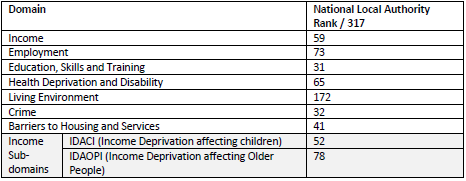 Domain National Local Authority
Rank / 317
Income 59
Employment 73
Education, Skills and Training 31
Health Deprivation and Disability 65
Living Environment 172
Crime 32
Barriers to Housing and Services 41
Income IDACI (Income Deprivation affecting children) 52
Sub- IDAOPI (Income Deprivation affecting Older 78
domains People)